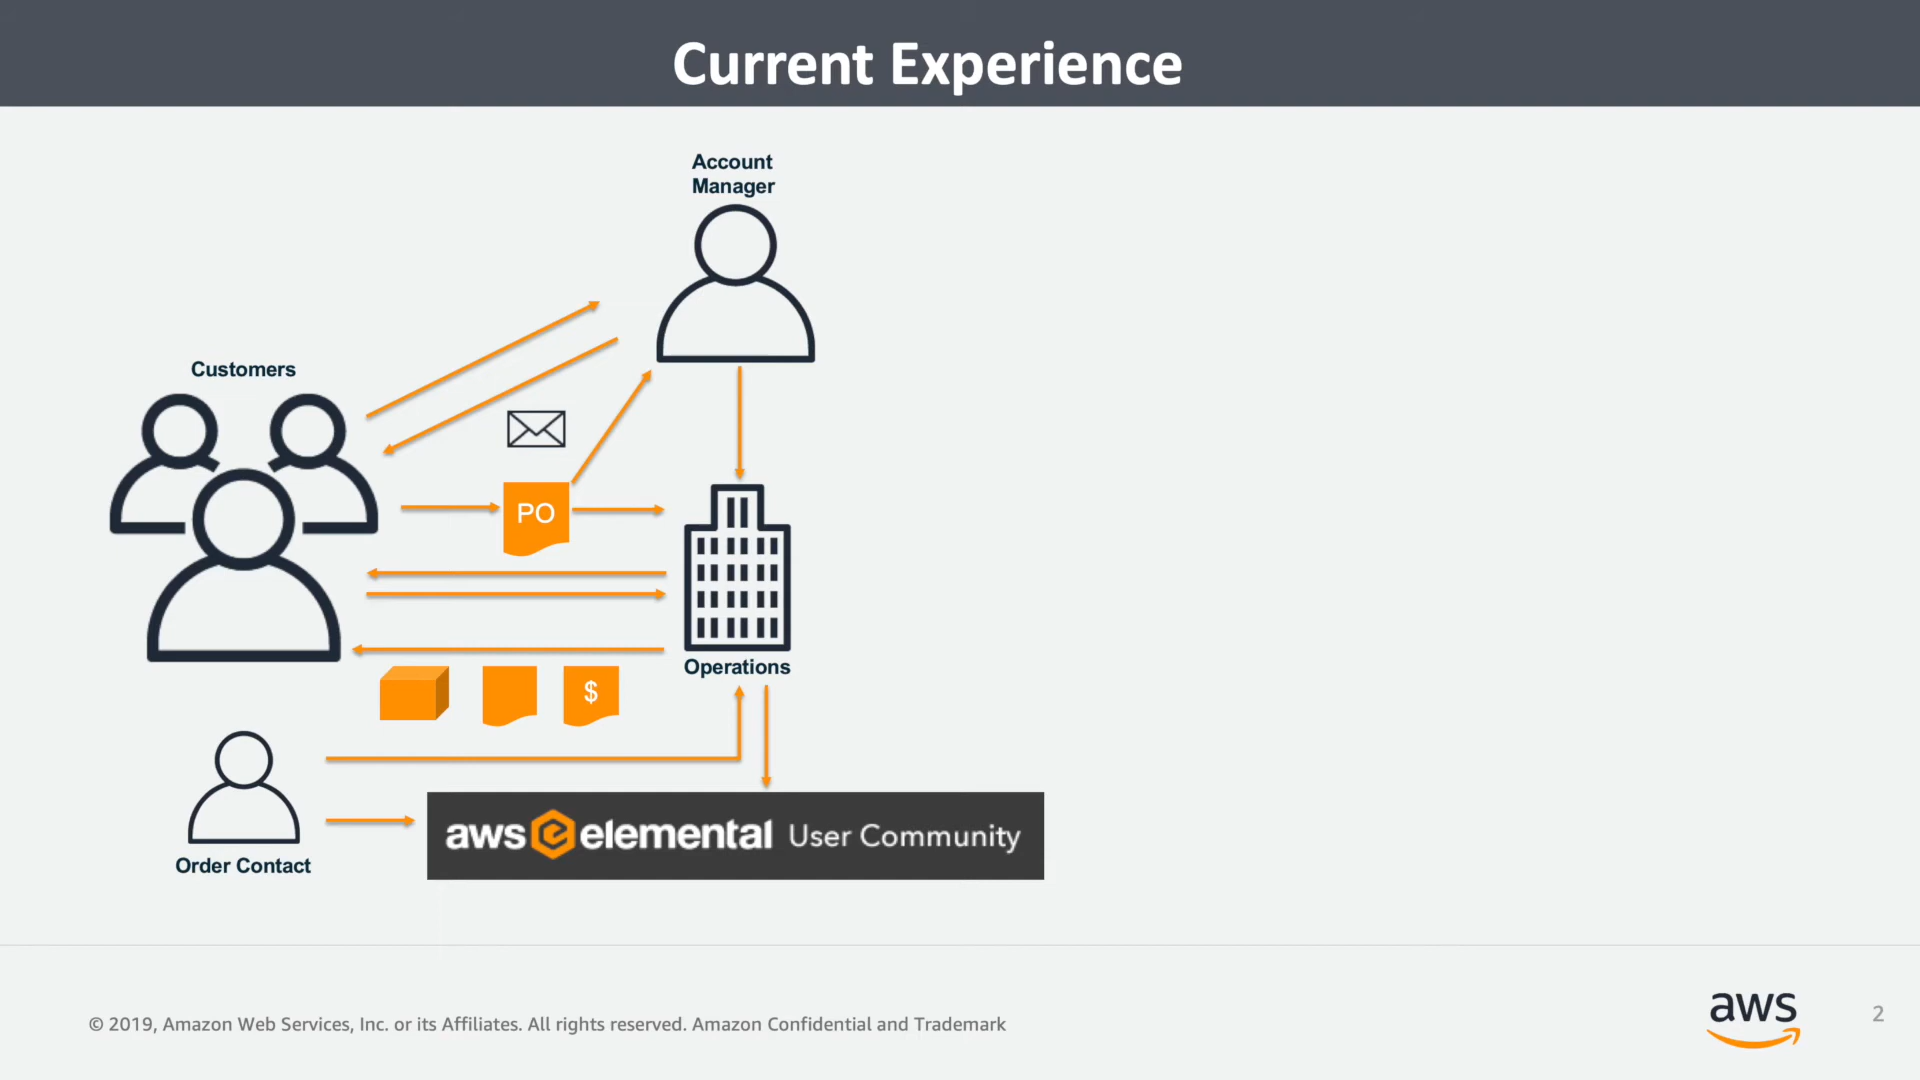 Current Experience
Account
Manager
Customers
PO
Operations
$
Order Contact
aws e elemental User Community
© 2019, Amazon Web Services, Inc. or its Affiliates. All rights reserved. Amazon Confidential and Trademark
aws
2